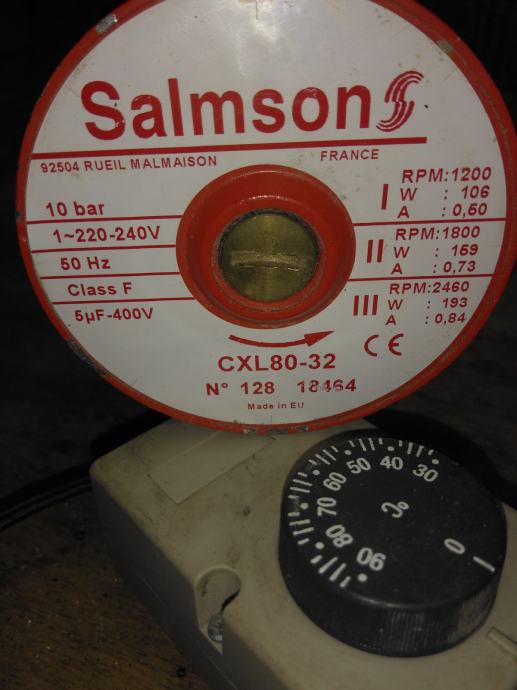 Salmson
92504 RUEIL MALMAISON FRANCE
10 bar
1~220-240V
50 Hz
Class F
5µF-400V
I RPM:1200
W : 106
A : 0,50
II RPM:1800
W : 159
A : 0,73
III RPM:2460
W : 193
A : 0,84
CE
CXL80-32
N° 128 18464
Made in EU
30 40 50 60 70 80 90
°C
0